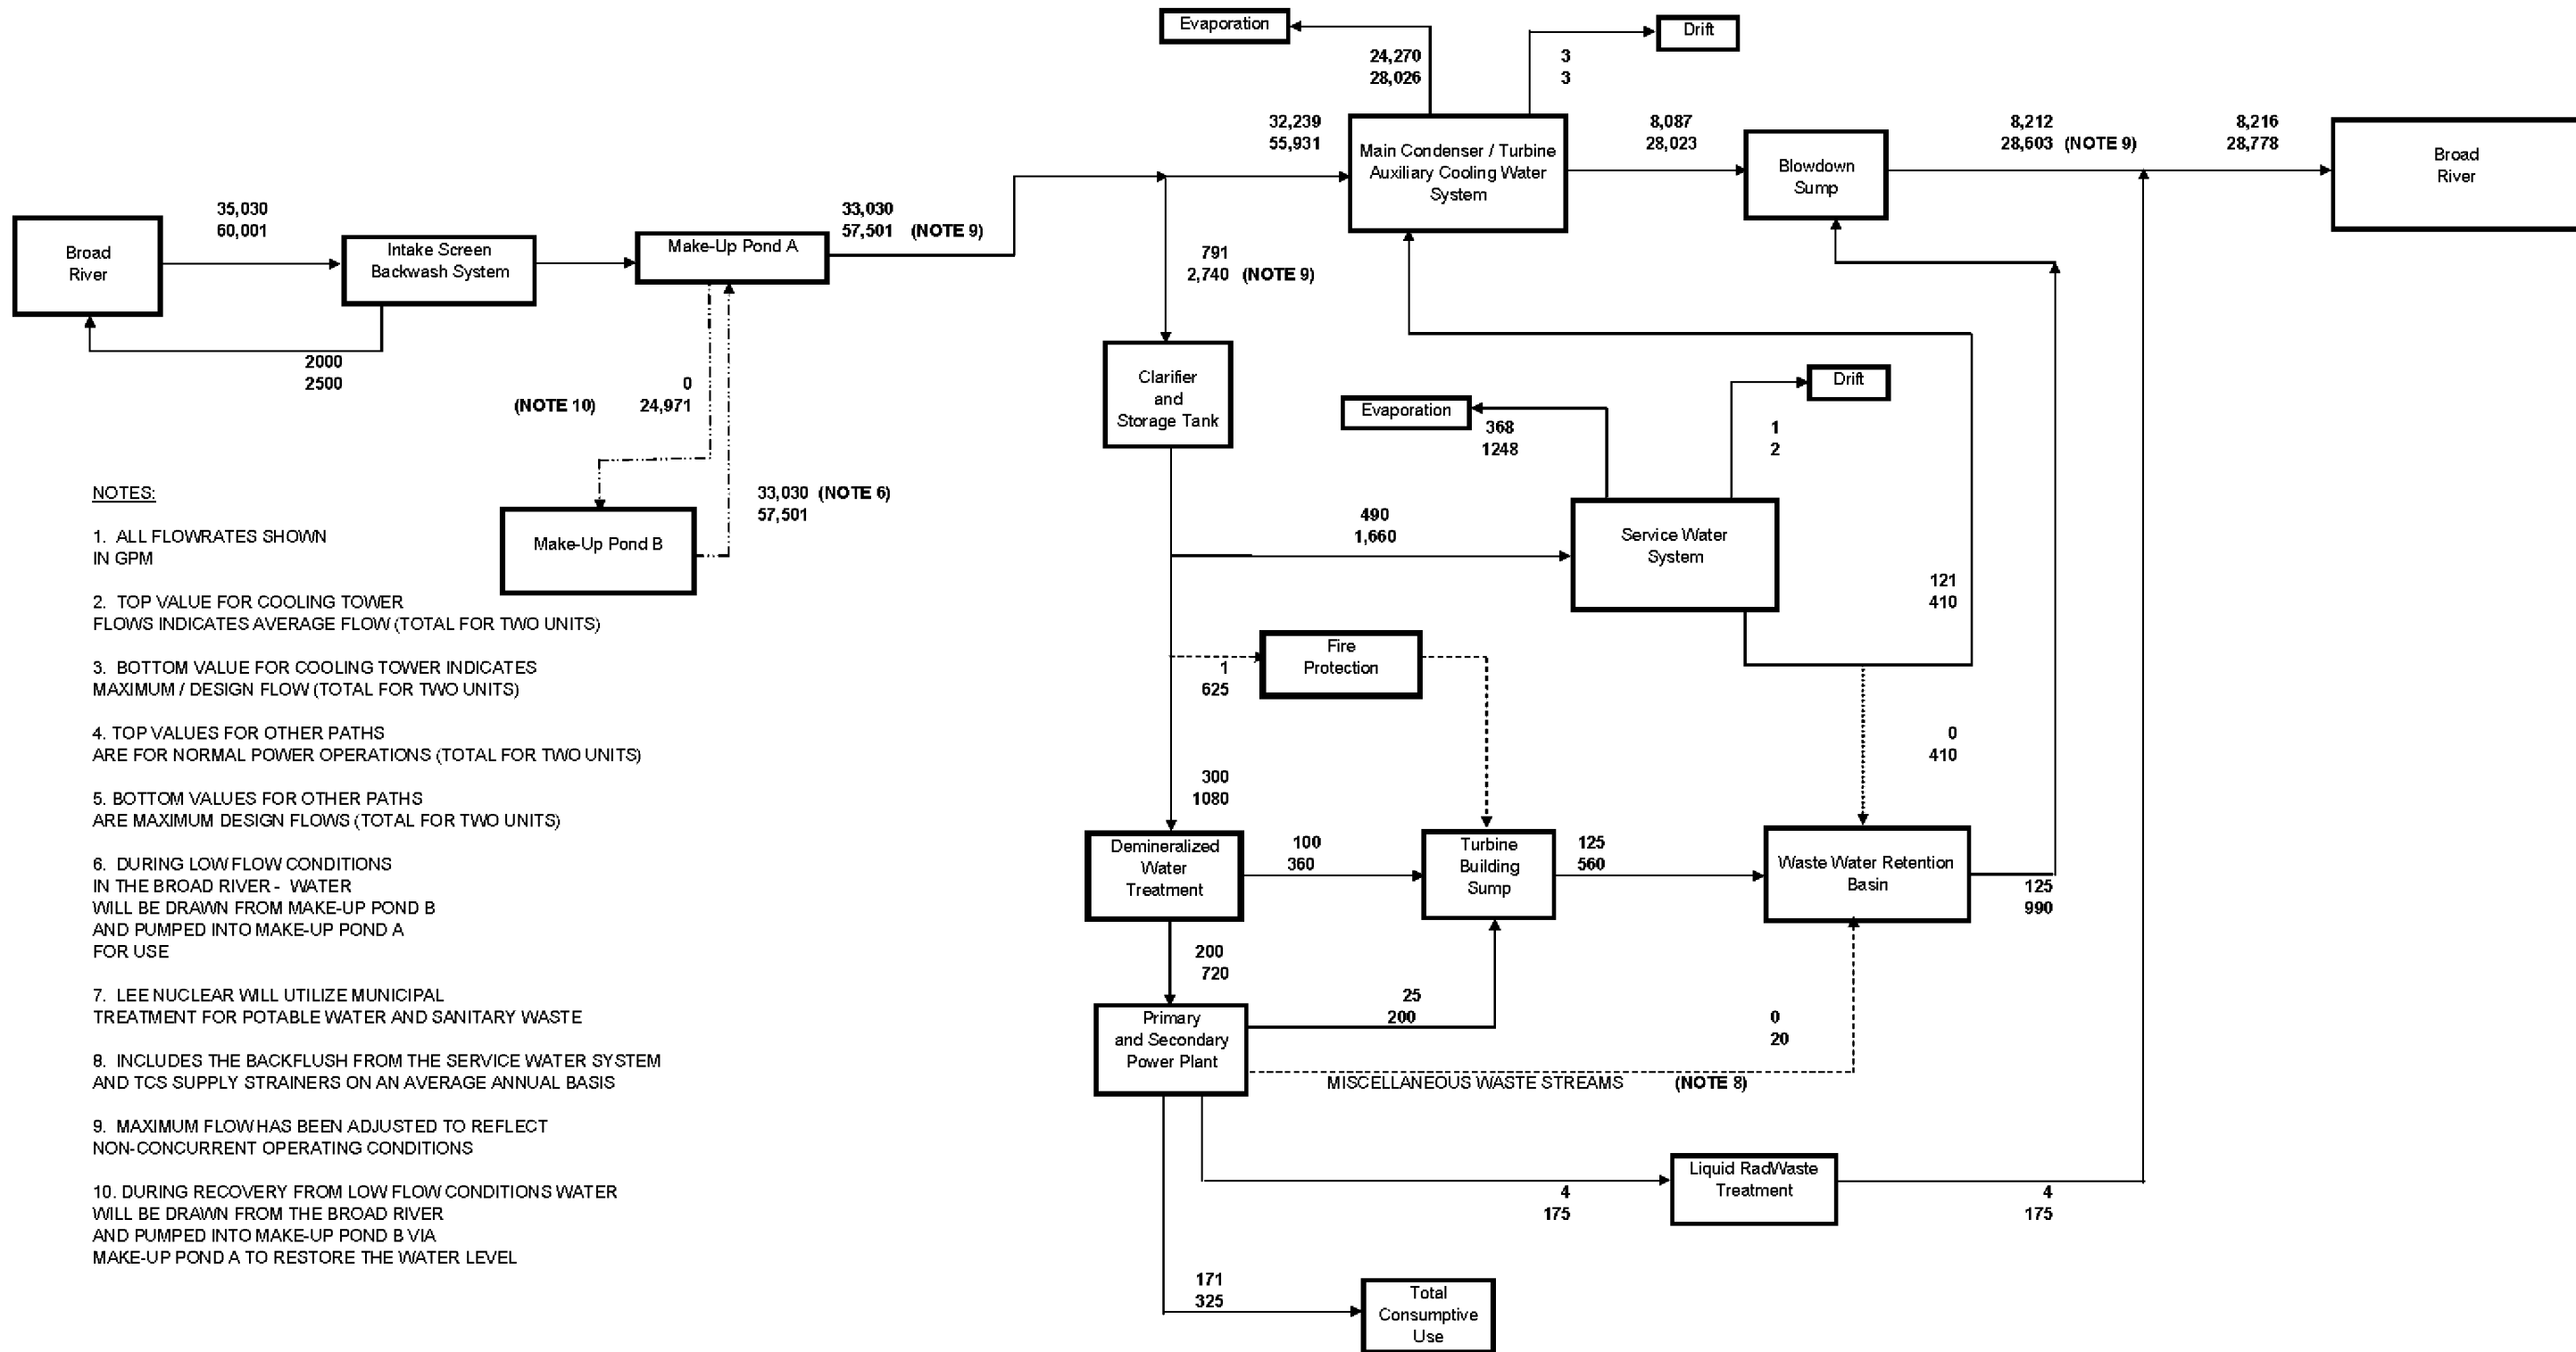 Evaporation
Drift
24,270
28,026
3
3
32,239
55,931
Main Condenser / Turbine
Auxiliary Cooling Water
System
8,087
28,023
Blowdown
Sump
8,212
28,603 (NOTE 9)
8,216
28,778
Broad
River
Broad
River
35,030
60,001
Intake Screen
Backwash System
Make-Up Pond A
33,030
57,501 (NOTE 9)
791
2,740 (NOTE 9)
2000
2500
0
(NOTE 10) 24,971
Clarifier
and
Storage Tank
Evaporation
368
1248
Drift
1
2
33,030 (NOTE 6)
57,501
Make-Up Pond B
490
1,660
Service Water
System
121
410
Fire
Protection
1
625
0
410
300
1080
Demineralized
Water
Treatment
100
360
Turbine
Building
Sump
125
560
Waste Water Retention
Basin
125
990
200
720
Primary
and Secondary
Power Plant
25
200
0
20
MISCELLANEOUS WASTE STREAMS (NOTE 8)
Liquid RadWaste
Treatment
4
175
4
175
171
325
Total
Consumptive
Use
NOTES:
1. ALL FLOWRATES SHOWN
IN GPM
2. TOP VALUE FOR COOLING TOWER
FLOWS INDICATES AVERAGE FLOW (TOTAL FOR TWO UNITS)
3. BOTTOM VALUE FOR COOLING TOWER INDICATES
MAXIMUM / DESIGN FLOW (TOTAL FOR TWO UNITS)
4. TOP VALUES FOR OTHER PATHS
ARE FOR NORMAL POWER OPERATIONS (TOTAL FOR TWO UNITS)
5. BOTTOM VALUES FOR OTHER PATHS
ARE MAXIMUM DESIGN FLOWS (TOTAL FOR TWO UNITS)
6. DURING LOW FLOW CONDITIONS
IN THE BROAD RIVER - WATER
WILL BE DRAWN FROM MAKE-UP POND B
AND PUMPED INTO MAKE-UP POND A
FOR USE
7. LEE NUCLEAR WILL UTILIZE MUNICIPAL
TREATMENT FOR POTABLE WATER AND SANITARY WASTE
8. INCLUDES THE BACKFLUSH FROM THE SERVICE WATER SYSTEM
AND TCS SUPPLY STRAINERS ON AN AVERAGE ANNUAL BASIS
9. MAXIMUM FLOW HAS BEEN ADJUSTED TO REFLECT
NON-CONCURRENT OPERATING CONDITIONS
10. DURING RECOVERY FROM LOW FLOW CONDITIONS WATER
WILL BE DRAWN FROM THE BROAD RIVER
AND PUMPED INTO MAKE-UP POND B VIA
MAKE-UP POND A TO RESTORE THE WATER LEVEL